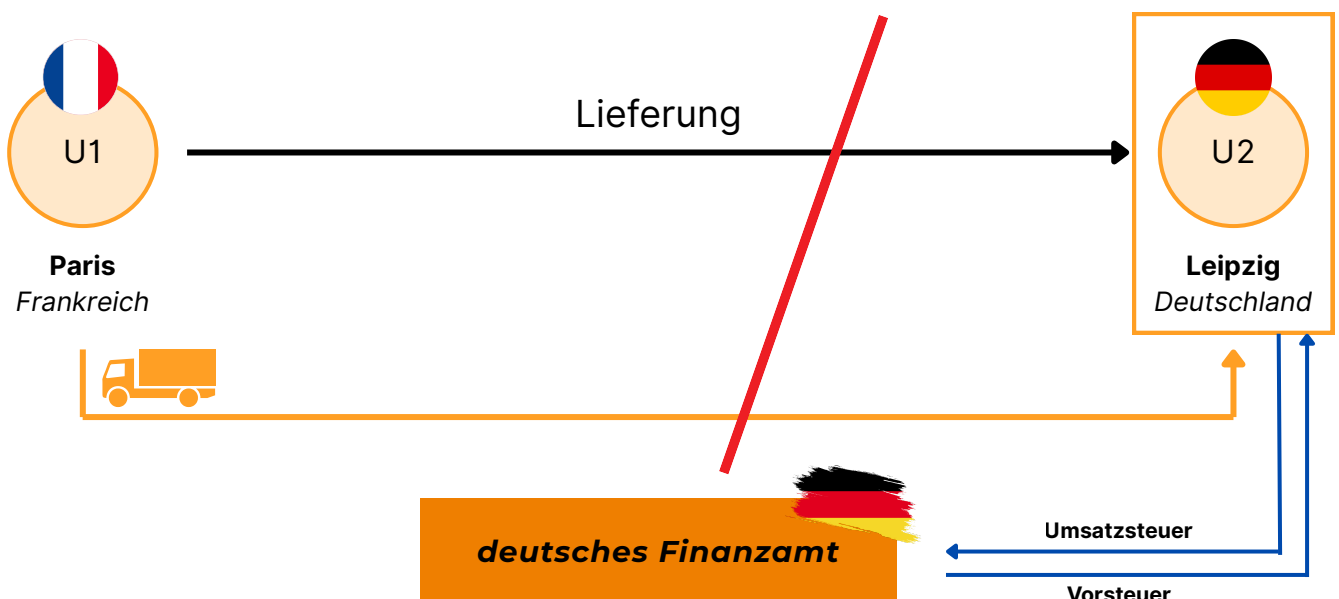 Lieferung
U1
U2
Paris
Frankreich
Leipzig
Deutschland
deutsches Finanzamt
Umsatzsteuer
Vorsteuer